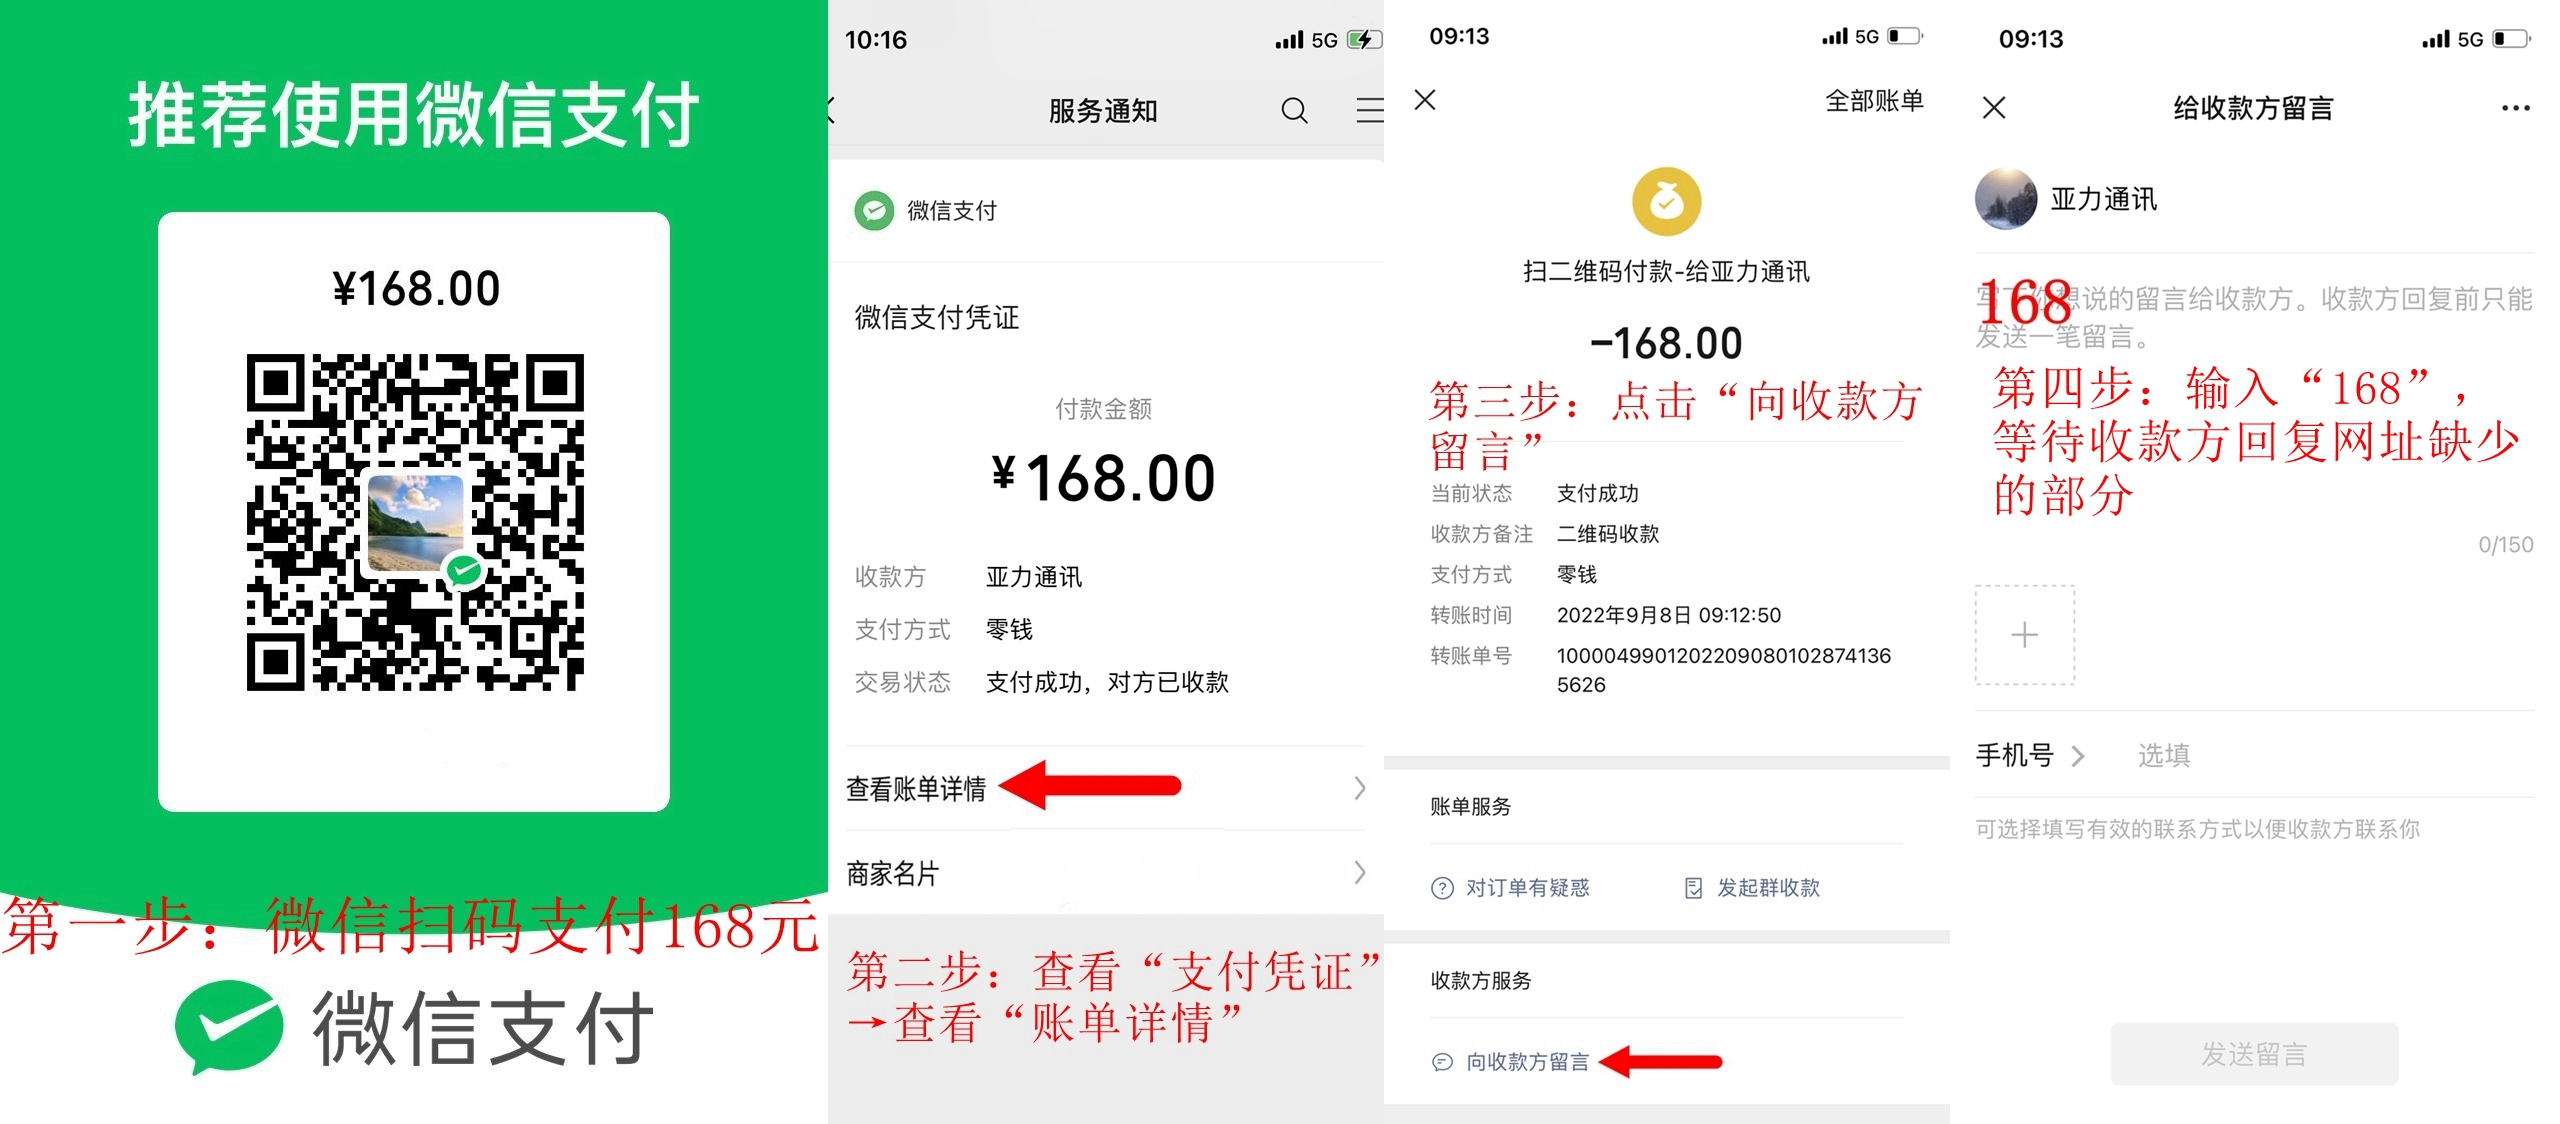 推荐使用微信支付
¥168.00
第一步：微信扫码支付168元
微信支付
10:16
5G
服务通知
微信支付
微信支付凭证
付款金额
¥168.00
收款方 亚力通讯
支付方式 零钱
交易状态 支付成功，对方已收款
查看账单详情
商家名片
第二步：查看“支付凭证”
→查看“账单详情”
09:13
5G
全部账单
扫二维码付款-给亚力通讯
-168.00
第三步：点击“向收款方
留言”
当前状态 支付成功
收款方备注 二维码收款
支付方式 零钱
转账时间 2022年9月8日 09:12:50
转账单号 1000049901202209080102874136
5626
账单服务
对订单有疑惑 发起群收款
收款方服务
向收款方留言
09:13
5G
给收款方留言
亚力通讯
168
写下你想说的留言给收款方。收款方回复前只能
发送一笔留言。
第四步：输入“168”，
等待收款方回复网址缺少
的部分
0/150
手机号 选填
可选择填写有效的联系方式以便收款方联系你
发送留言